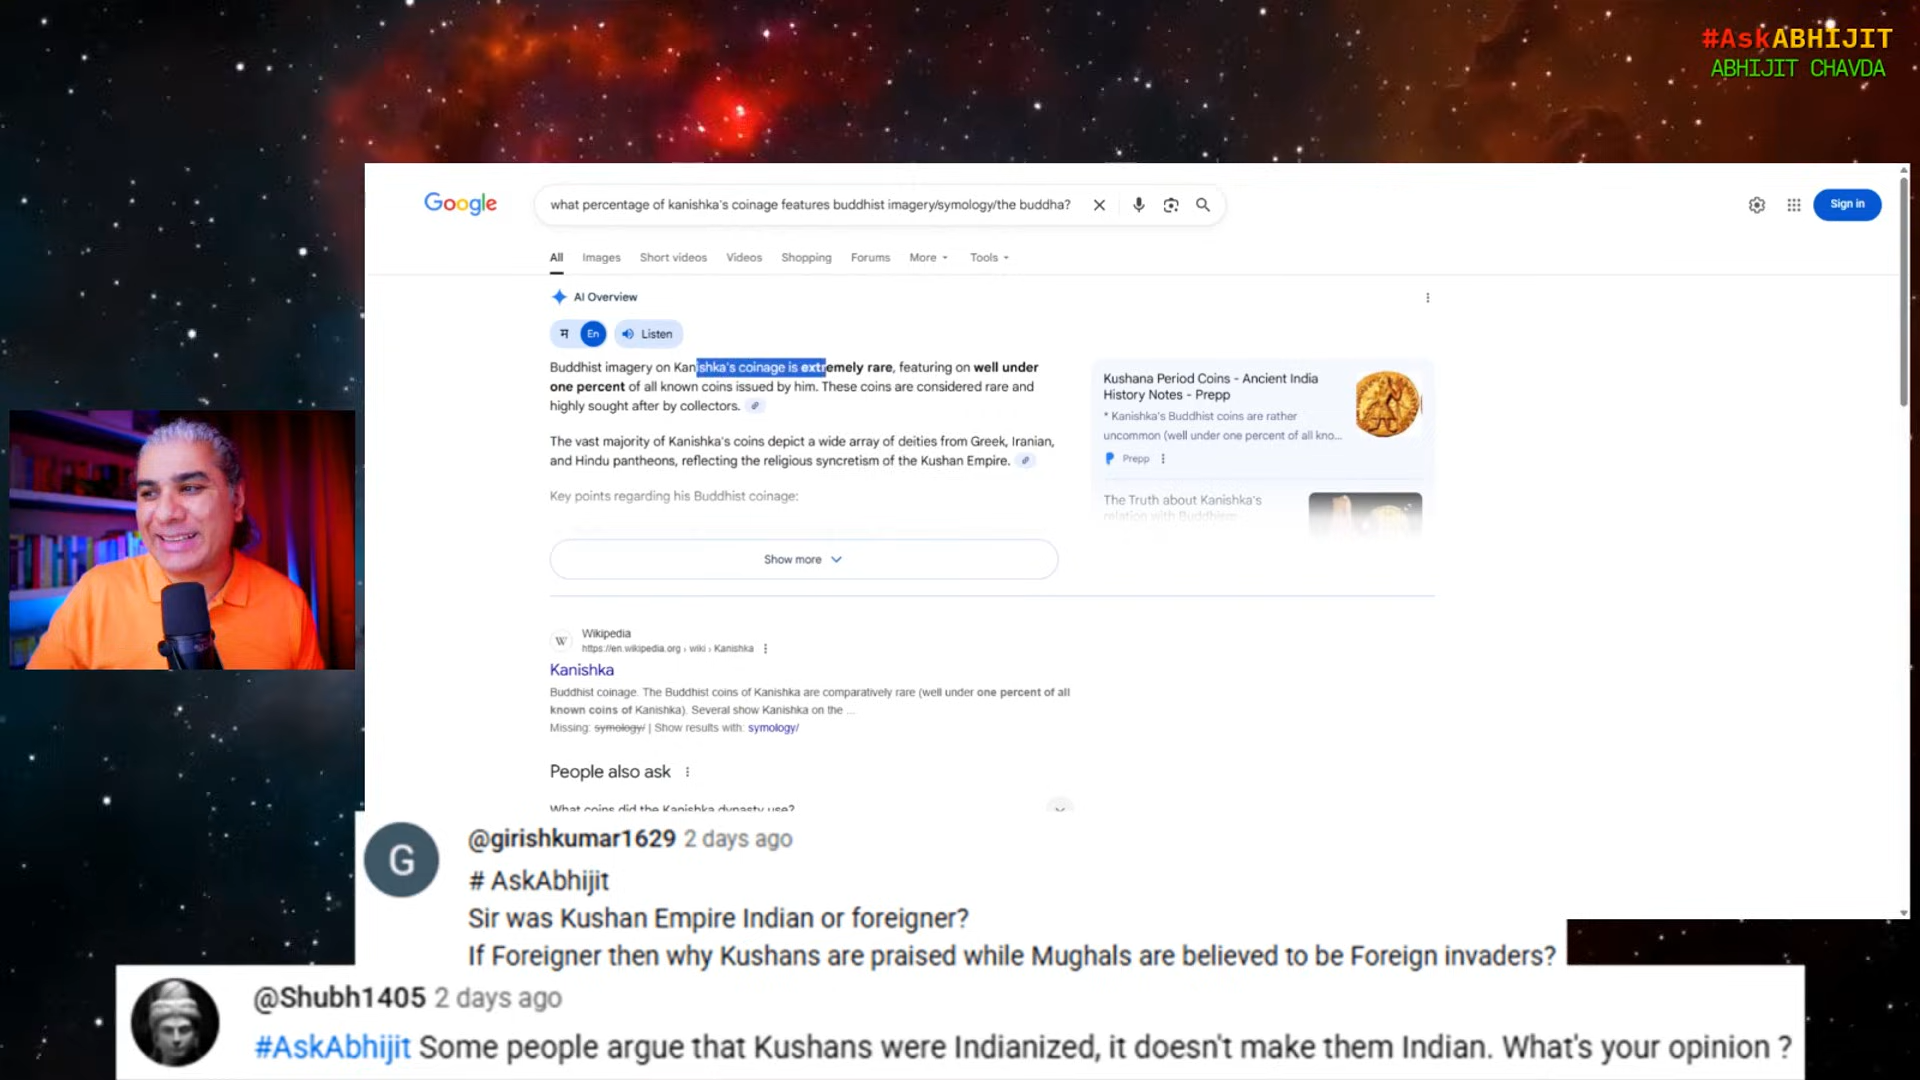 #AskABHIJIT
ABHIJIT CHAVDA
Google
what percentage of kanishka's coinage features buddhist imagery/symology/the buddha?
Sign in
All Images Short videos Videos Shopping Forums More Tools
AI Overview
म En Listen
Buddhist imagery on Kanishka's coinage is extremely rare, featuring on well under
one percent of all known coins issued by him. These coins are considered rare and
highly sought after by collectors.
The vast majority of Kanishka's coins depict a wide array of deities from Greek, Iranian,
and Hindu pantheons, reflecting the religious syncretism of the Kushan Empire.
Key points regarding his Buddhist coinage:
Show more
Kushana Period Coins - Ancient India
History Notes - Prepp
* Kanishka's Buddhist coins are rather
uncommon (well under one percent of all kno...
Prepp
The Truth about Kanishka's
relation with Buddhism
W
Wikipedia
https://en.wikipedia.org › wiki › Kanishka
Kanishka
Buddhist coinage. The Buddhist coins of Kanishka are comparatively rare (well under one percent of all
known coins of Kanishka). Several show Kanishka on the ...
Missing: symology/ | Show results with: symology/
People also ask
What coins did the Kanishka dynasty use?
G
@girishkumar1629 2 days ago
# AskAbhijit
Sir was Kushan Empire Indian or foreigner?
If Foreigner then why Kushans are praised while Mughals are believed to be Foreign invaders?
@Shubh1405 2 days ago
#AskAbhijit Some people argue that Kushans were Indianized, it doesn't make them Indian. What's your opinion ?